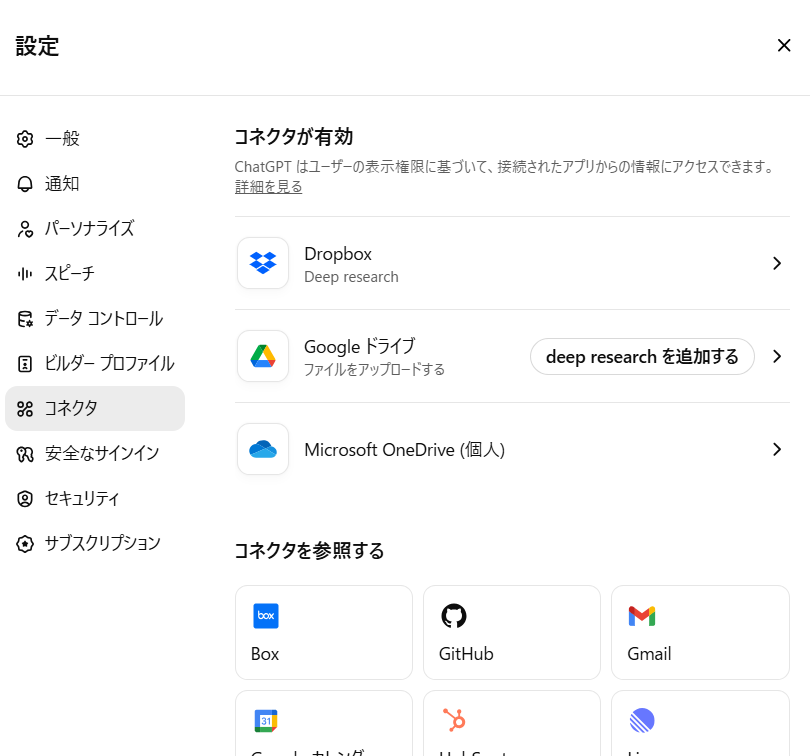 設定
一般
通知
パーソナライズ
スピーチ
データ コントロール
ビルダー プロファイル
コネクタ
安全なサインイン
セキュリティ
サブスクリプション
コネクタが有効
ChatGPT はユーザーの表示権限に基づいて、接続されたアプリからの情報にアクセスできます。
詳細を見る
Dropbox
Deep research
Google ドライブ
ファイルをアップロードする
deep research を追加する
Microsoft OneDrive (個人)
コネクタを参照する
box
Box
GitHub
Gmail
31